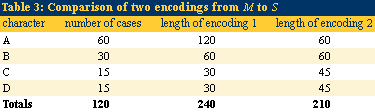 Table 3: Comparison of two encodings from M to S
character number of cases length of encoding 1 length of encoding 2
A 60 120 60
B 30 60 60
C 15 30 45
D 15 30 45
Totals 120 240 210